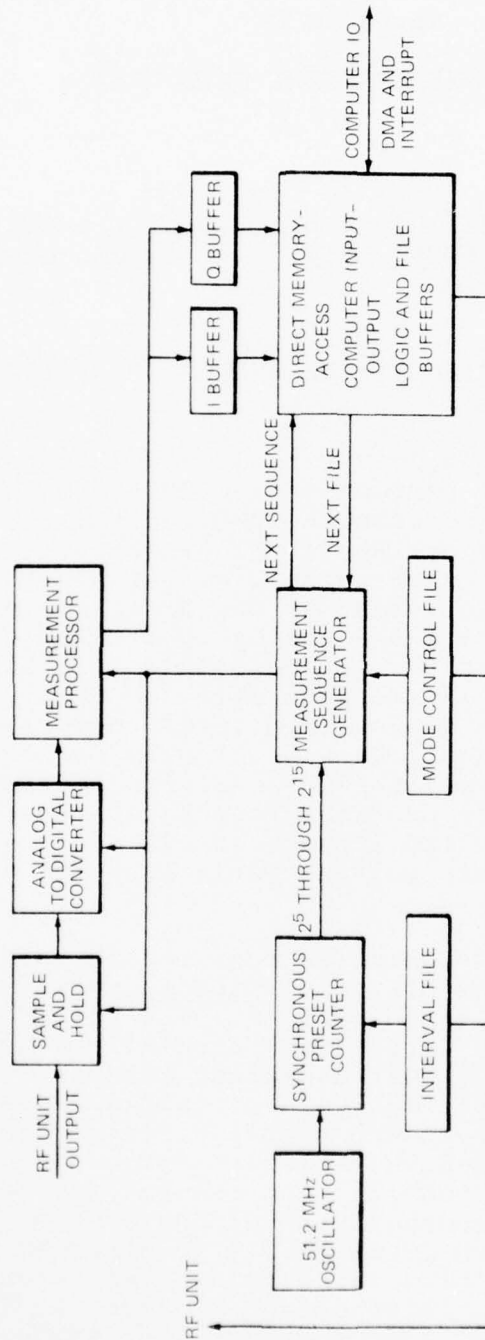 RF UNIT
OUTPUT
SAMPLE
AND
HOLD
ANALOG
TO DIGITAL
CONVERTER
MEASUREMENT
PROCESSOR
I BUFFER
Q BUFFER
RF UNIT
51.2 MHz
OSCILLATOR
SYNCHRONOUS
PRESET
COUNTER
2⁵ THROUGH 2¹⁵
MEASUREMENT
SEQUENCE
GENERATOR
NEXT SEQUENCE
NEXT FILE
DIRECT MEMORY-
ACCESS
COMPUTER INPUT-
OUTPUT
LOGIC AND FILE
BUFFERS
COMPUTER IO
DMA AND
INTERRUPT
INTERVAL FILE
MODE CONTROL FILE